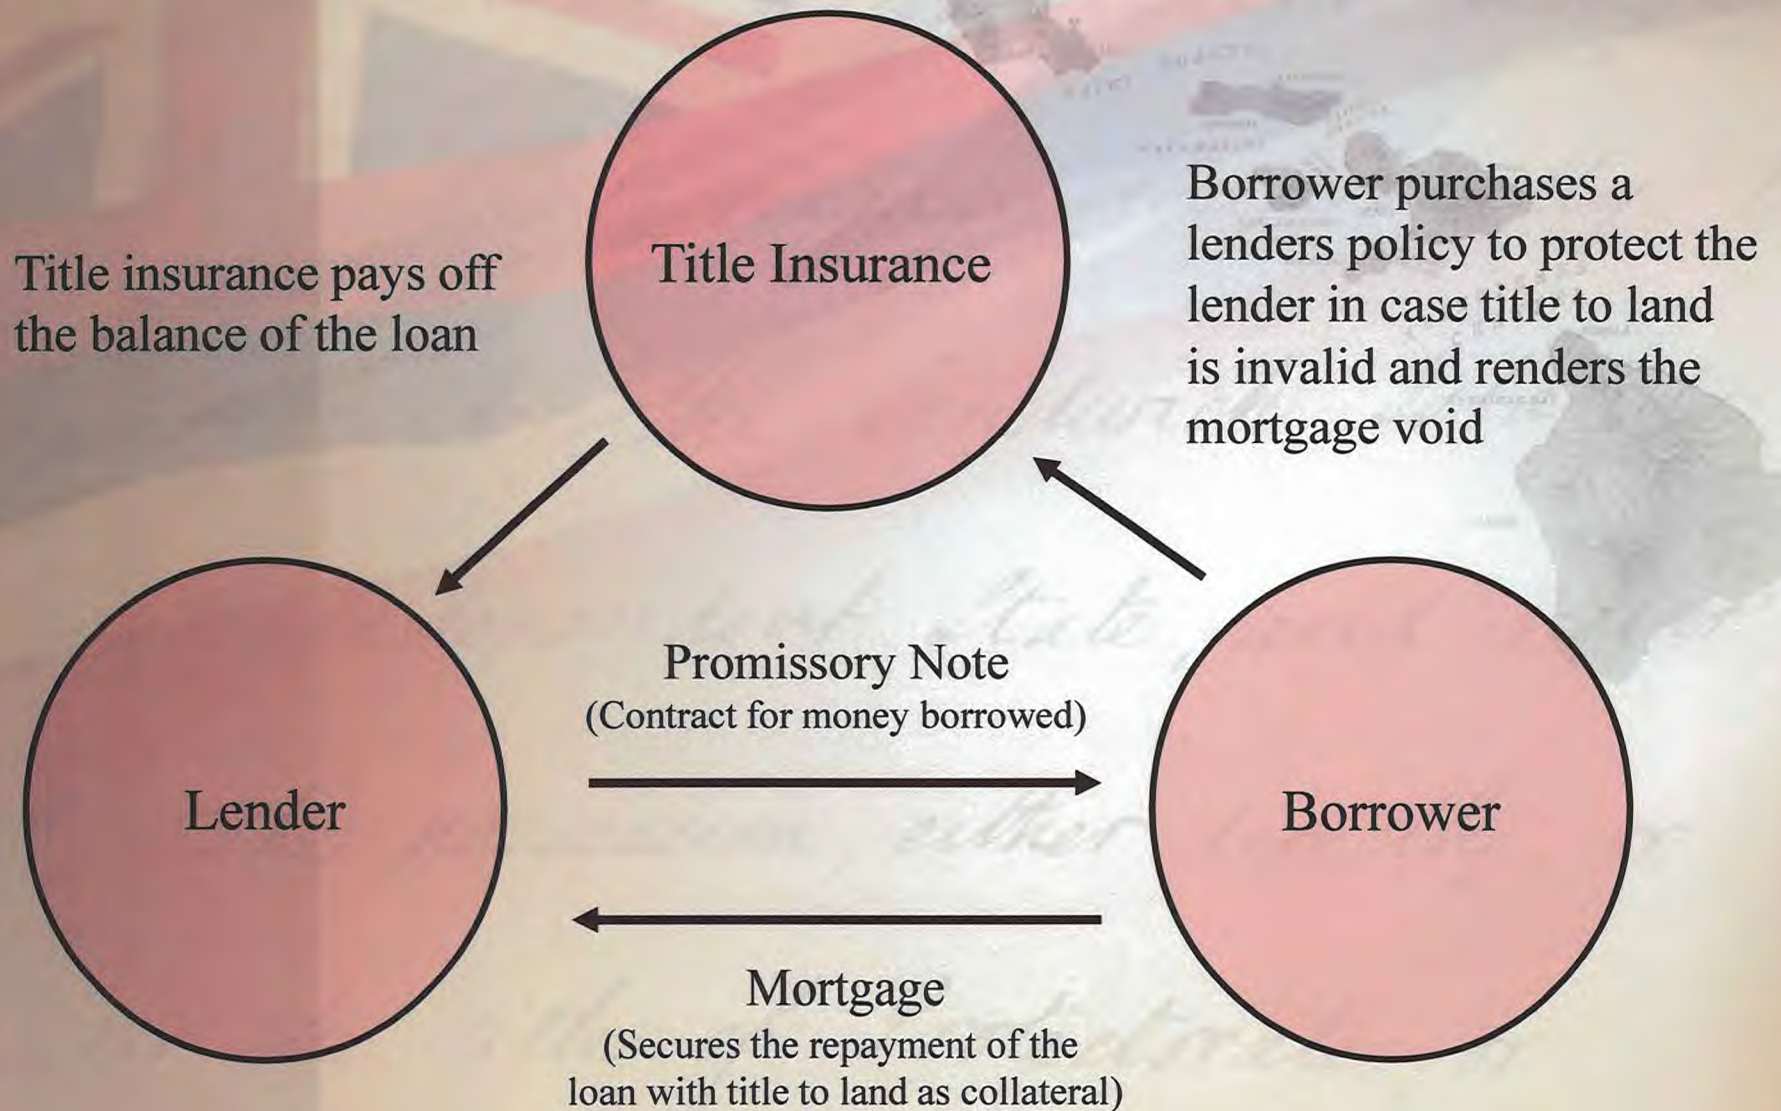 Title Insurance
Title insurance pays off
the balance of the loan
Borrower purchases a
lenders policy to protect the
lender in case title to land
is invalid and renders the
mortgage void
Promissory Note
(Contract for money borrowed)
Lender
Borrower
Mortgage
(Secures the repayment of the
loan with title to land as collateral)